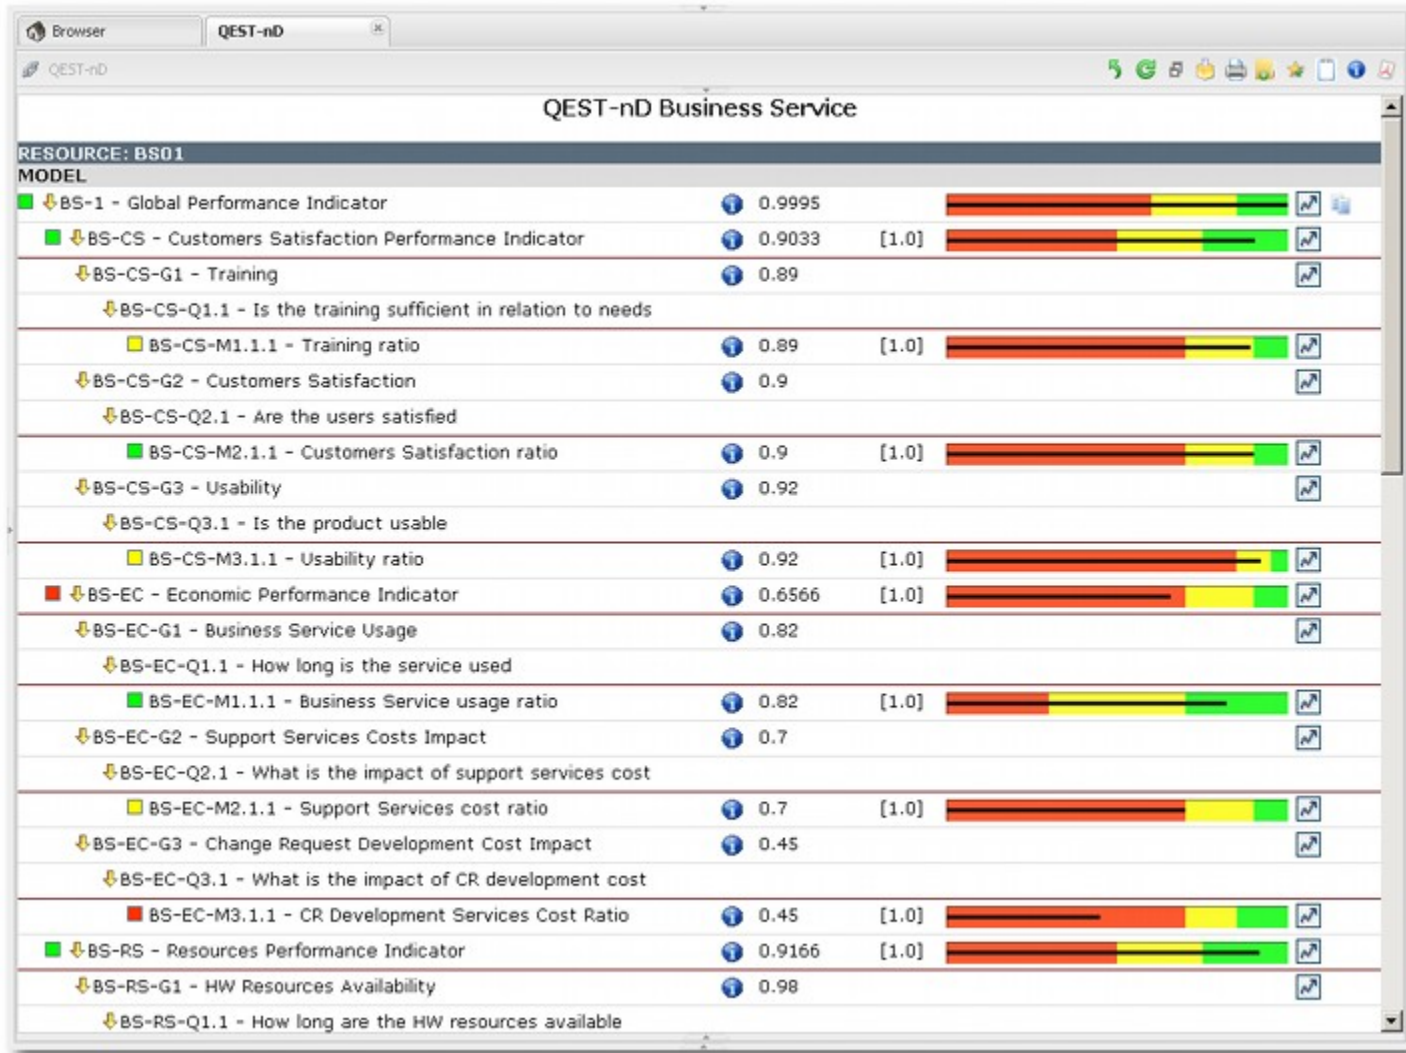 Browser
QEST-nD
QEST-nD
QEST-nD Business Service
RESOURCE: BS01
MODEL
BS-1 - Global Performance Indicator 0.9995
BS-CS - Customers Satisfaction Performance Indicator 0.9033 [1.0]
BS-CS-G1 - Training 0.89
BS-CS-Q1.1 - Is the training sufficient in relation to needs
BS-CS-M1.1.1 - Training ratio 0.89 [1.0]
BS-CS-G2 - Customers Satisfaction 0.9
BS-CS-Q2.1 - Are the users satisfied
BS-CS-M2.1.1 - Customers Satisfaction ratio 0.9 [1.0]
BS-CS-G3 - Usability 0.92
BS-CS-Q3.1 - Is the product usable
BS-CS-M3.1.1 - Usability ratio 0.92 [1.0]
BS-EC - Economic Performance Indicator 0.6566 [1.0]
BS-EC-G1 - Business Service Usage 0.82
BS-EC-Q1.1 - How long is the service used
BS-EC-M1.1.1 - Business Service usage ratio 0.82 [1.0]
BS-EC-G2 - Support Services Costs Impact 0.7
BS-EC-Q2.1 - What is the impact of support services cost
BS-EC-M2.1.1 - Support Services cost ratio 0.7 [1.0]
BS-EC-G3 - Change Request Development Cost Impact 0.45
BS-EC-Q3.1 - What is the impact of CR development cost
BS-EC-M3.1.1 - CR Development Services Cost Ratio 0.45 [1.0]
BS-RS - Resources Performance Indicator 0.9166 [1.0]
BS-RS-G1 - HW Resources Availability 0.98
BS-RS-Q1.1 - How long are the HW resources available